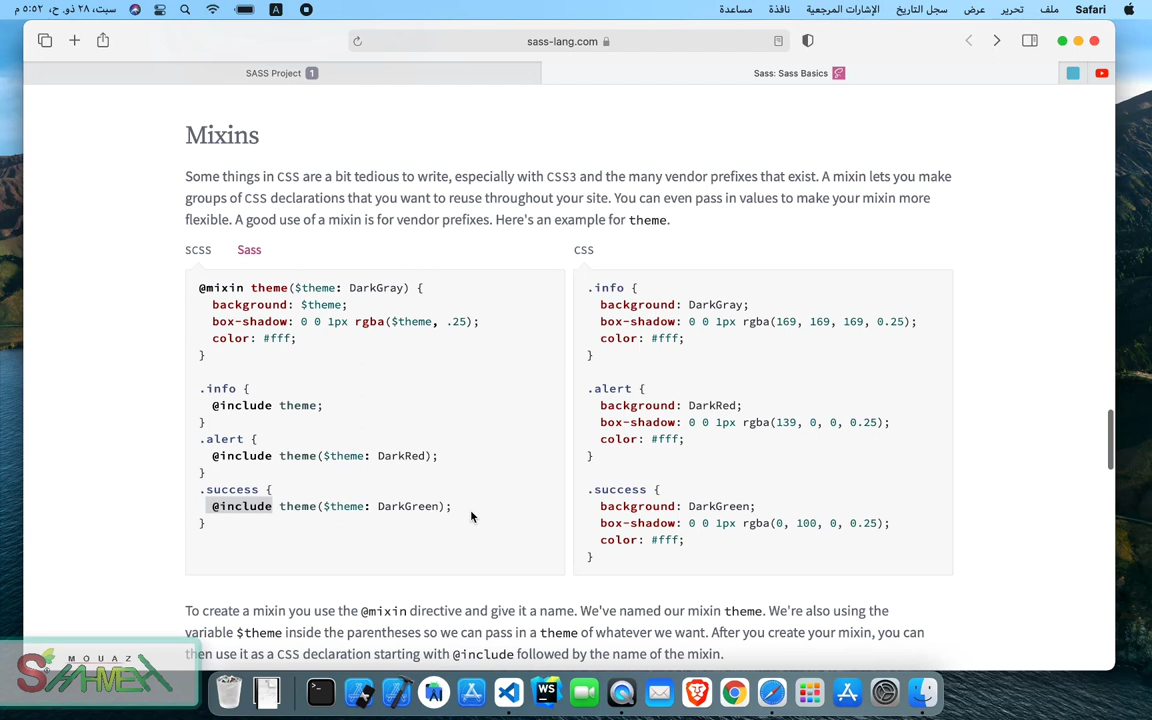 Safari ملف تحرير عرض سجل التاريخ الإشارات المرجعية نافذة مساعدة
سبت، ٢٨ ذو. ح، ٥:٥٢ م
A
sass-lang.com
SASS Project 1
Sass: Sass Basics
Mixins
Some things in CSS are a bit tedious to write, especially with CSS3 and the many vendor prefixes that exist. A mixin lets you make
groups of CSS declarations that you want to reuse throughout your site. You can even pass in values to make your mixin more
flexible. A good use of a mixin is for vendor prefixes. Here's an example for theme.
SCSS Sass
@mixin theme($theme: DarkGray) {
background: $theme;
box-shadow: 0 0 1px rgba($theme, .25);
color: #fff;
}
.info {
@include theme;
}
.alert {
@include theme($theme: DarkRed);
}
.success {
@include theme($theme: DarkGreen);
}
CSS
.info {
background: DarkGray;
box-shadow: 0 0 1px rgba(169, 169, 169, 0.25);
color: #fff;
}
.alert {
background: DarkRed;
box-shadow: 0 0 1px rgba(139, 0, 0, 0.25);
color: #fff;
}
.success {
background: DarkGreen;
box-shadow: 0 0 1px rgba(0, 100, 0, 0.25);
color: #fff;
}
To create a mixin you use the @mixin directive and give it a name. We've named our mixin theme. We're also using the
variable $theme inside the parentheses so we can pass in a theme of whatever we want. After you create your mixin, you can
then use it as a CSS declaration starting with @include followed by the name of the mixin.
MOUAZ
WS